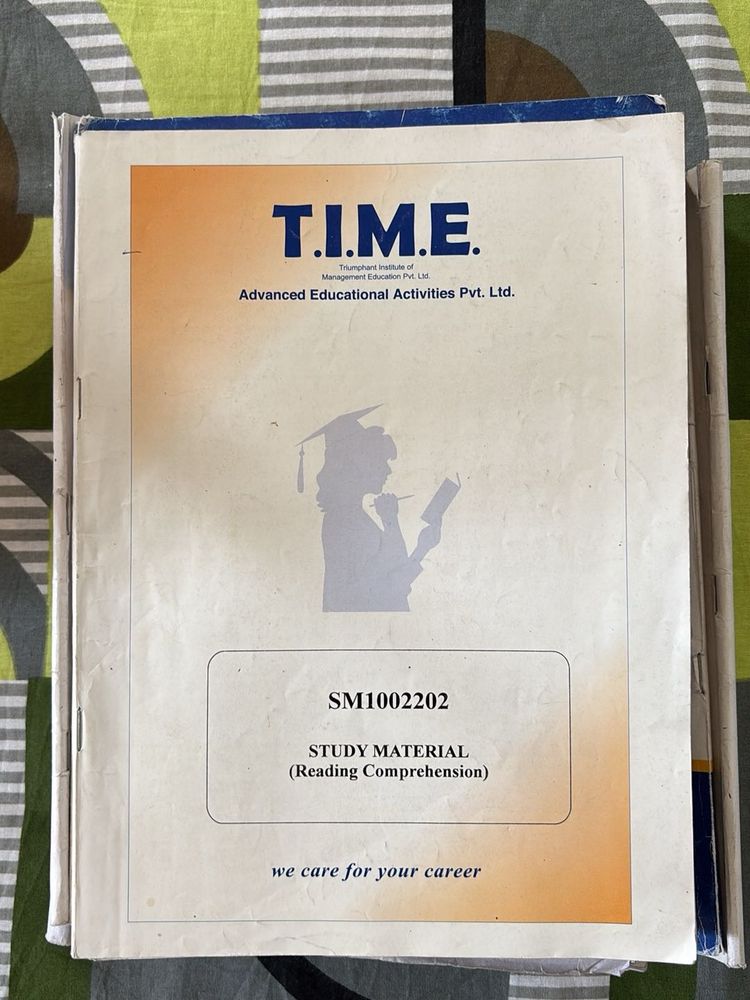 T.I.M.E.
Triumphant Institute of
Management Education Pvt. Ltd.
Advanced Educational Activities Pvt. Ltd.
SM1002202
STUDY MATERIAL
(Reading Comprehension)
we care for your career